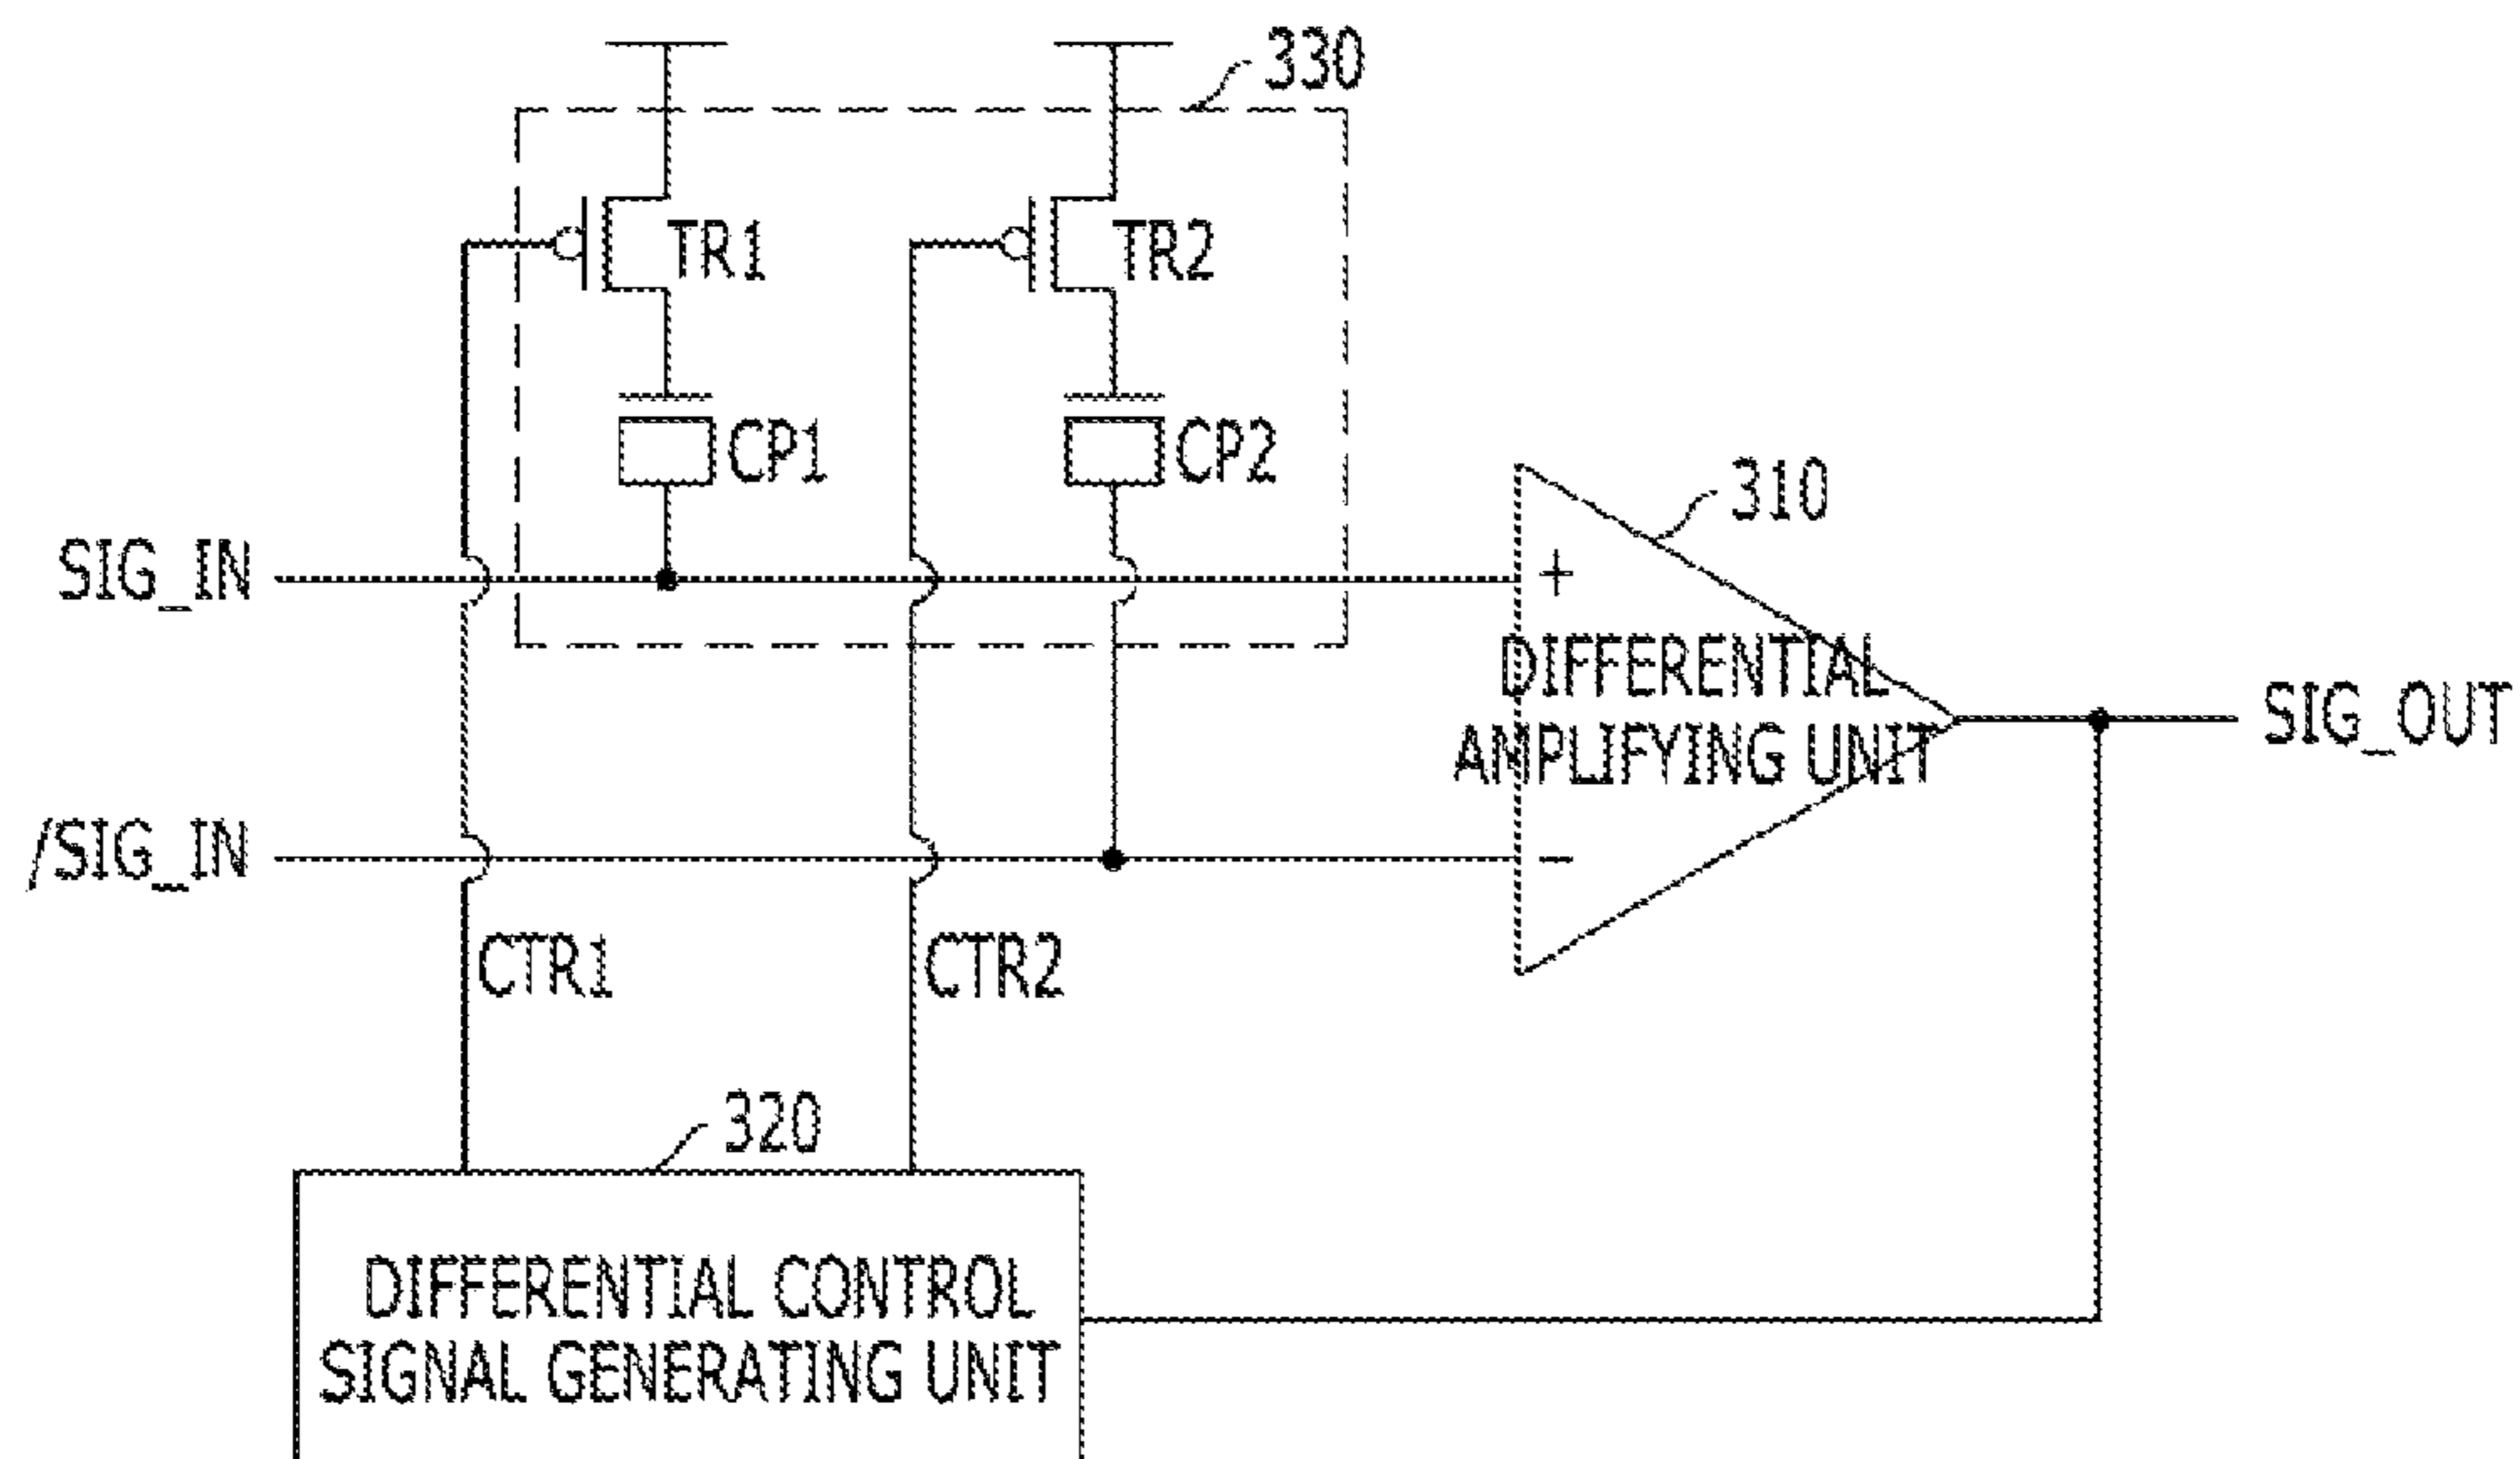 330
TR1
TR2
CP1
CP2
310
SIG_IN
+
DIFFERENTIAL
AMPLIFYING UNIT
SIG_OUT
/SIG_IN
−
CTR1
CTR2
320
DIFFERENTIAL CONTROL
SIGNAL GENERATING UNIT